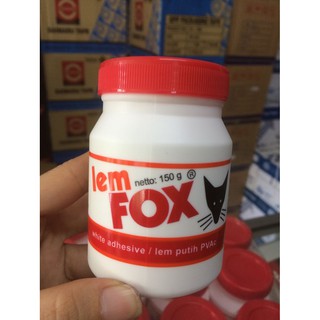 lem
netto: 150 g ®
FOX
white adhesive / lem putih PVAc